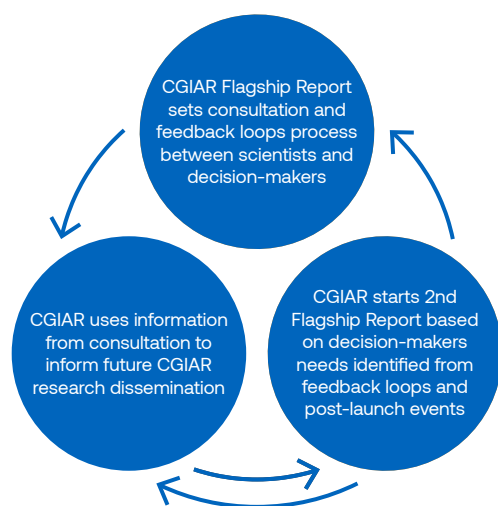 CGIAR Flagship Report
sets consultation and
feedback loops process
between scientists and
decision-makers
CGIAR uses information
from consultation to
inform future CGIAR
research dissemination
CGIAR starts 2nd
Flagship Report based
on decision-makers
needs identified from
feedback loops and
post-launch events